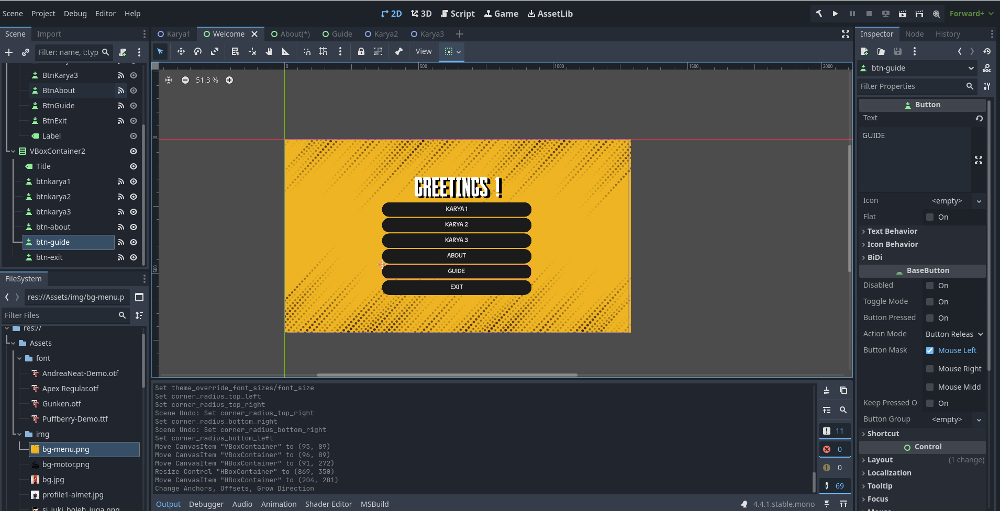 Scene Project Debug Editor Help
2D 3D Script Game AssetLib
Forward+
Scene Import
Filter: name, t:typ
BtnKarya3
BtnAbout
BtnGuide
BtnExit
Label
VBoxContainer2
Title
btnkarya1
btnkarya2
btnkarya3
btn-about
btn-guide
btn-exit
FileSystem
res://Assets/img/bg-menu.p
Filter Files
res://
Assets
font
AndreaNeat-Demo.otf
Apex Regular.otf
Gunken.otf
Puffberry-Demo.ttf
img
bg-menu.png
bg-motor.png
bg.jpg
profile1-almet.jpg
si_juki_boleh_juga.png
Karya1 Welcome About(*) Guide Karya2 Karya3
View
0 500 1000 1500 2000
51.3 %
0
500
GREETINGS !
KARYA 1
KARYA 2
KARYA 3
ABOUT
GUIDE
EXIT
Set theme_override_font_sizes/font_size
Set corner_radius_top_left
Set corner_radius_top_right
Scene Undo: Set corner_radius_top_right
Set corner_radius_bottom_right
Scene Undo: Set corner_radius_bottom_right
Set corner_radius_bottom_left
Move CanvasItem "VBoxContainer" to (95, 89)
Move CanvasItem "VBoxContainer" to (96, 89)
Move CanvasItem "HBoxContainer" to (91, 272)
Resize Control "HBoxContainer" to (869, 350)
Move CanvasItem "HBoxContainer" to (204, 281)
Change Anchors, Offsets, Grow Direction
11
0
0
69
Output Debugger Audio Animation Shader Editor MSBuild
4.4.1.stable.mono
Inspector Node History
btn-guide
DOC
Filter Properties
Button
Text
GUIDE
Icon <empty>
Flat On
Text Behavior
Icon Behavior
BiDi
BaseButton
Disabled On
Toggle Mode On
Button Pressed On
Action Mode Button Releas
Button Mask Mouse Left
Mouse Right
Mouse Midd
Keep Pressed O On
Button Group <empty>
Shortcut
Control
Layout (1 change)
Localization
Tooltip
Focus